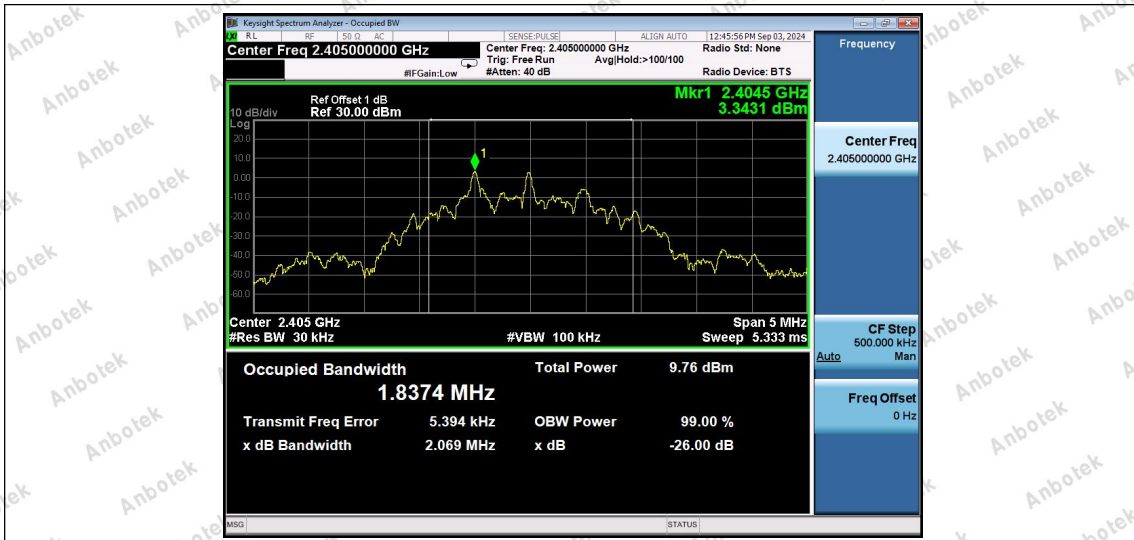 Keysight Spectrum Analyzer - Occupied BW
RL RF 50 Ω AC SENSE:PULSE ALIGN AUTO 12:45:56 PM Sep 03, 2024
Center Freq 2.405000000 GHz
Center Freq: 2.405000000 GHz Radio Std: None
Trig: Free Run Avg|Hold:>100/100
#IFGain:Low #Atten: 40 dB Radio Device: BTS
Frequency
Mkr1 2.4045 GHz
3.3431 dBm
Ref Offset 1 dB
10 dB/div Ref 30.00 dBm
Log
20.0
10.0
0.00
-10.0
-20.0
-30.0
-40.0
-50.0
-60.0
1
Center Freq
2.405000000 GHz
Center 2.405 GHz Span 5 MHz
#Res BW 30 kHz #VBW 100 kHz Sweep 5.333 ms
CF Step
500.000 kHz
Auto Man
Occupied Bandwidth Total Power 9.76 dBm
1.8374 MHz
Transmit Freq Error 5.394 kHz OBW Power 99.00 %
x dB Bandwidth 2.069 MHz x dB -26.00 dB
Freq Offset
0 Hz
MSG STATUS
Anbotek